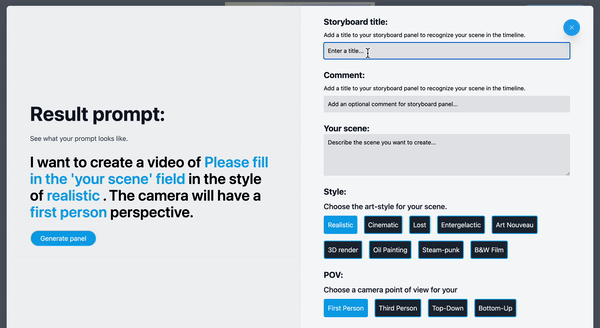 Result prompt:
See what your prompt looks like.
I want to create a video of Please fill
in the 'your scene' field in the style
of realistic . The camera will have a
first person perspective.
Generate panel
Storyboard title:
Add a title to your storyboard panel to recognize your scene in the timeline.
Enter a title...
Comment:
Add a title to your storyboard panel to recognize your scene in the timeline.
Add an optional comment for storyboard panel...
Your scene:
Describe the scene you want to create...
Style:
Choose the art-style for your scene.
Realistic Cinematic Lost Entergelactic Art Nouveau
3D render Oil Painting Steam-punk B&W Film
POV:
Choose a camera point of view for your
First Person Third Person Top-Down Bottom-Up